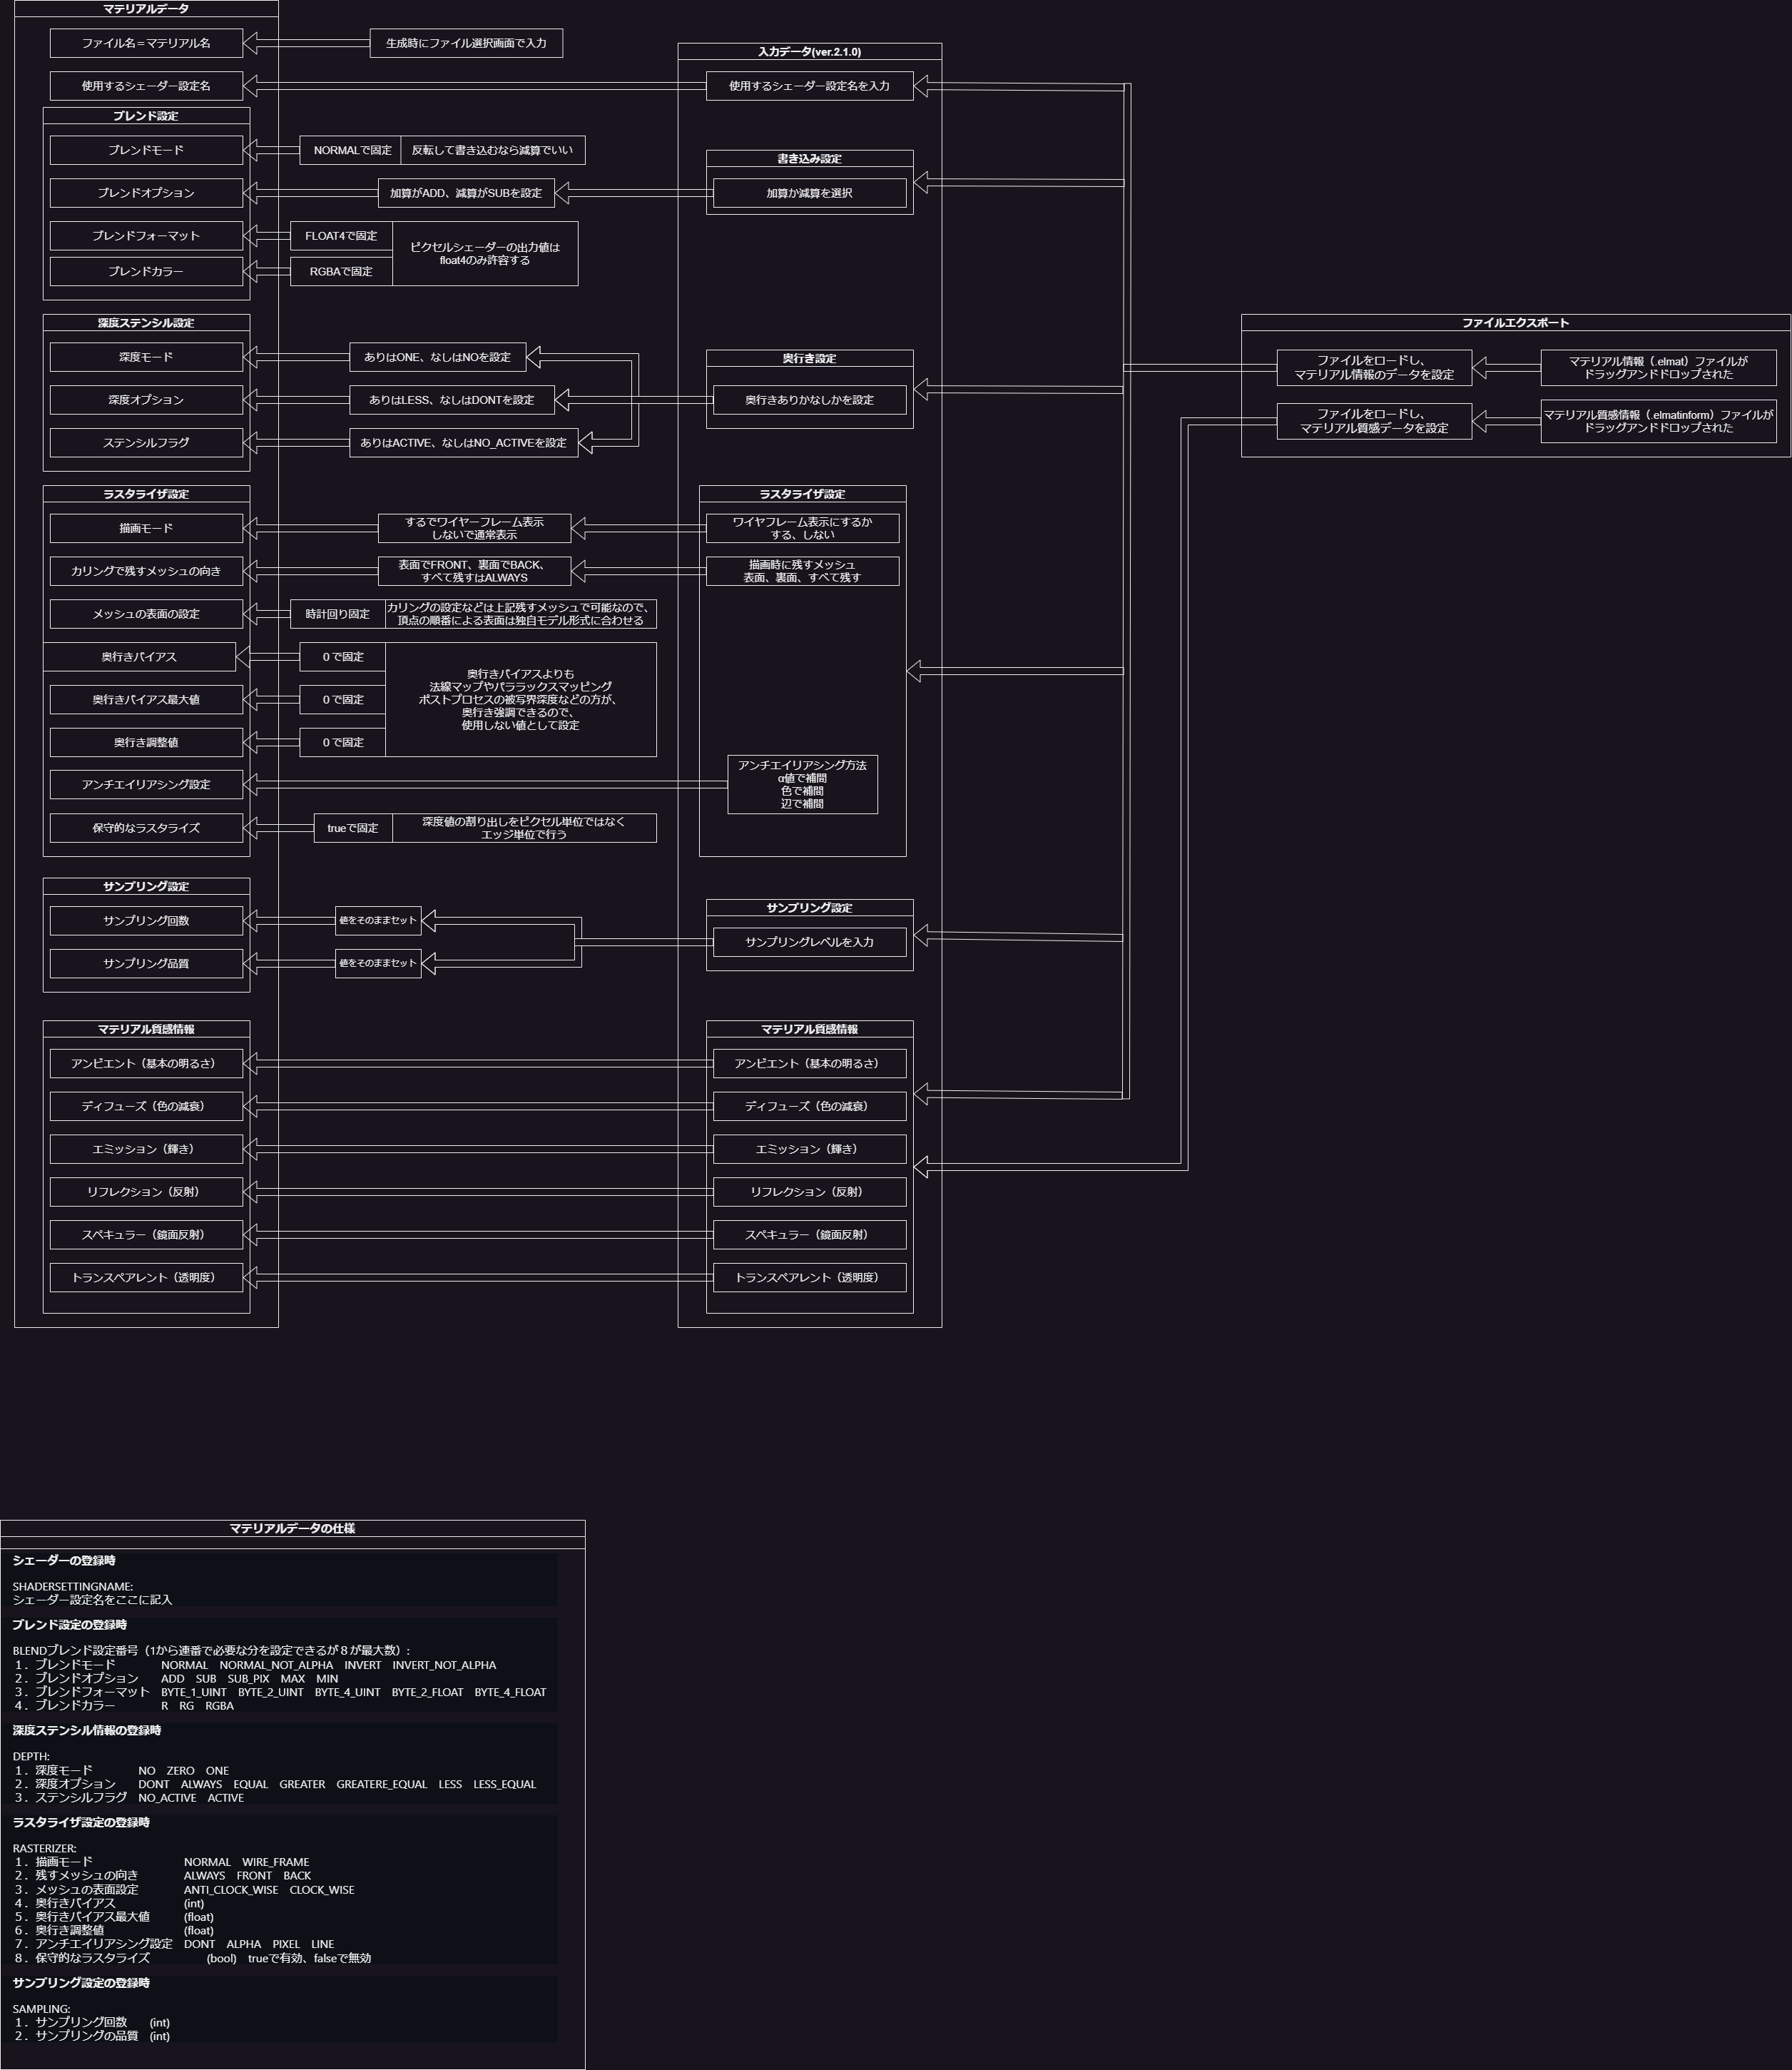 マテリアルデータ
ファイル名=マテリアル名
生成時にファイル選択画面で入力
入力データ(ver.2.1.0)
使用するシェーダー設定名
使用するシェーダー設定名を入力
ブレンド設定
ブレンドモード
NORMALで固定
反転して書き込むなら減算でいい
書き込み設定
ブレンドオプション
加算がADD、減算がSUBを設定
加算か減算を選択
ブレンドフォーマット
FLOAT4で固定
ピクセルシェーダーの出力値は
float4のみ許容する
ブレンドカラー
RGBAで固定
深度ステンシル設定
深度モード
ありはONE、なしはNOを設定
奥行き設定
深度オプション
ありはLESS、なしはDONTを設定
奥行きありかなしかを設定
ステンシルフラグ
ありはACTIVE、なしはNO_ACTIVEを設定
ファイルエクスポート
ファイルをロードし、
マテリアル情報のデータを設定
マテリアル情報（.elmat）ファイルが
ドラッグアンドドロップされた
ファイルをロードし、
マテリアル質感データを設定
マテリアル質感情報（.elmatinform）ファイルが
ドラッグアンドドロップされた
ラスタライザ設定
ラスタライザ設定
描画モード
するでワイヤーフレーム表示
しないで通常表示
ワイヤフレーム表示にするか
する、しない
カリングで残すメッシュの向き
表面でFRONT、裏面でBACK、
すべて残すはALWAYS
描画時に残すメッシュ
表面、裏面、すべて残す
メッシュの表面の設定
時計回り固定
カリングの設定などは上記残すメッシュで可能なので、
頂点の順番による表面は独自モデル形式に合わせる
奥行きバイアス
０で固定
奥行きバイアスよりも
法線マップやパララックスマッピング
ポストプロセスの被写界深度などの方が、
奥行き強調できるので、
使用しない値として設定
奥行きバイアス最大値
０で固定
奥行き調整値
０で固定
アンチエイリアシング設定
アンチエイリアシング方法
α値で補間
色で補間
辺で補間
保守的なラスタライズ
trueで固定
深度値の割り出しをピクセル単位ではなく
エッジ単位で行う
サンプリング設定
サンプリング設定
サンプリング回数
値をそのままセット
サンプリングレベルを入力
サンプリング品質
値をそのままセット
マテリアル質感情報
マテリアル質感情報
アンビエント（基本の明るさ）
アンビエント（基本の明るさ）
ディフューズ（色の減衰）
ディフューズ（色の減衰）
エミッション（輝き）
エミッション（輝き）
リフレクション（反射）
リフレクション（反射）
スペキュラー（鏡面反射）
スペキュラー（鏡面反射）
トランスペアレント（透明度）
トランスペアレント（透明度）
マテリアルデータの仕様
シェーダーの登録時
SHADERSETTINGNAME:
シェーダー設定名をここに記入
ブレンド設定の登録時
BLENDブレンド設定番号（1から連番で必要な分を設定できるが８が最大数）:
１．ブレンドモード　NORMAL　NORMAL_NOT_ALPHA　INVERT　INVERT_NOT_ALPHA
２．ブレンドオプション　ADD　SUB　SUB_PIX　MAX　MIN
３．ブレンドフォーマット　BYTE_1_UINT　BYTE_2_UINT　BYTE_4_UINT　BYTE_2_FLOAT　BYTE_4_FLOAT
４．ブレンドカラー　R　RG　RGBA
深度ステンシル情報の登録時
DEPTH:
１．深度モード　NO　ZERO　ONE
２．深度オプション　DONT　ALWAYS　EQUAL　GREATER　GREATERE_EQUAL　LESS　LESS_EQUAL
３．ステンシルフラグ　NO_ACTIVE　ACTIVE
ラスタライザ設定の登録時
RASTERIZER:
１．描画モード　NORMAL　WIRE_FRAME
２．残すメッシュの向き　ALWAYS　FRONT　BACK
３．メッシュの表面設定　ANTI_CLOCK_WISE　CLOCK_WISE
４．奥行きバイアス　(int)
５．奥行きバイアス最大値　(float)
６．奥行き調整値　(float)
７．アンチエイリアシング設定　DONT　ALPHA　PIXEL　LINE
８．保守的なラスタライズ　(bool)　trueで有効、falseで無効
サンプリング設定の登録時
SAMPLING:
１．サンプリング回数　(int)
２．サンプリングの品質　(int)